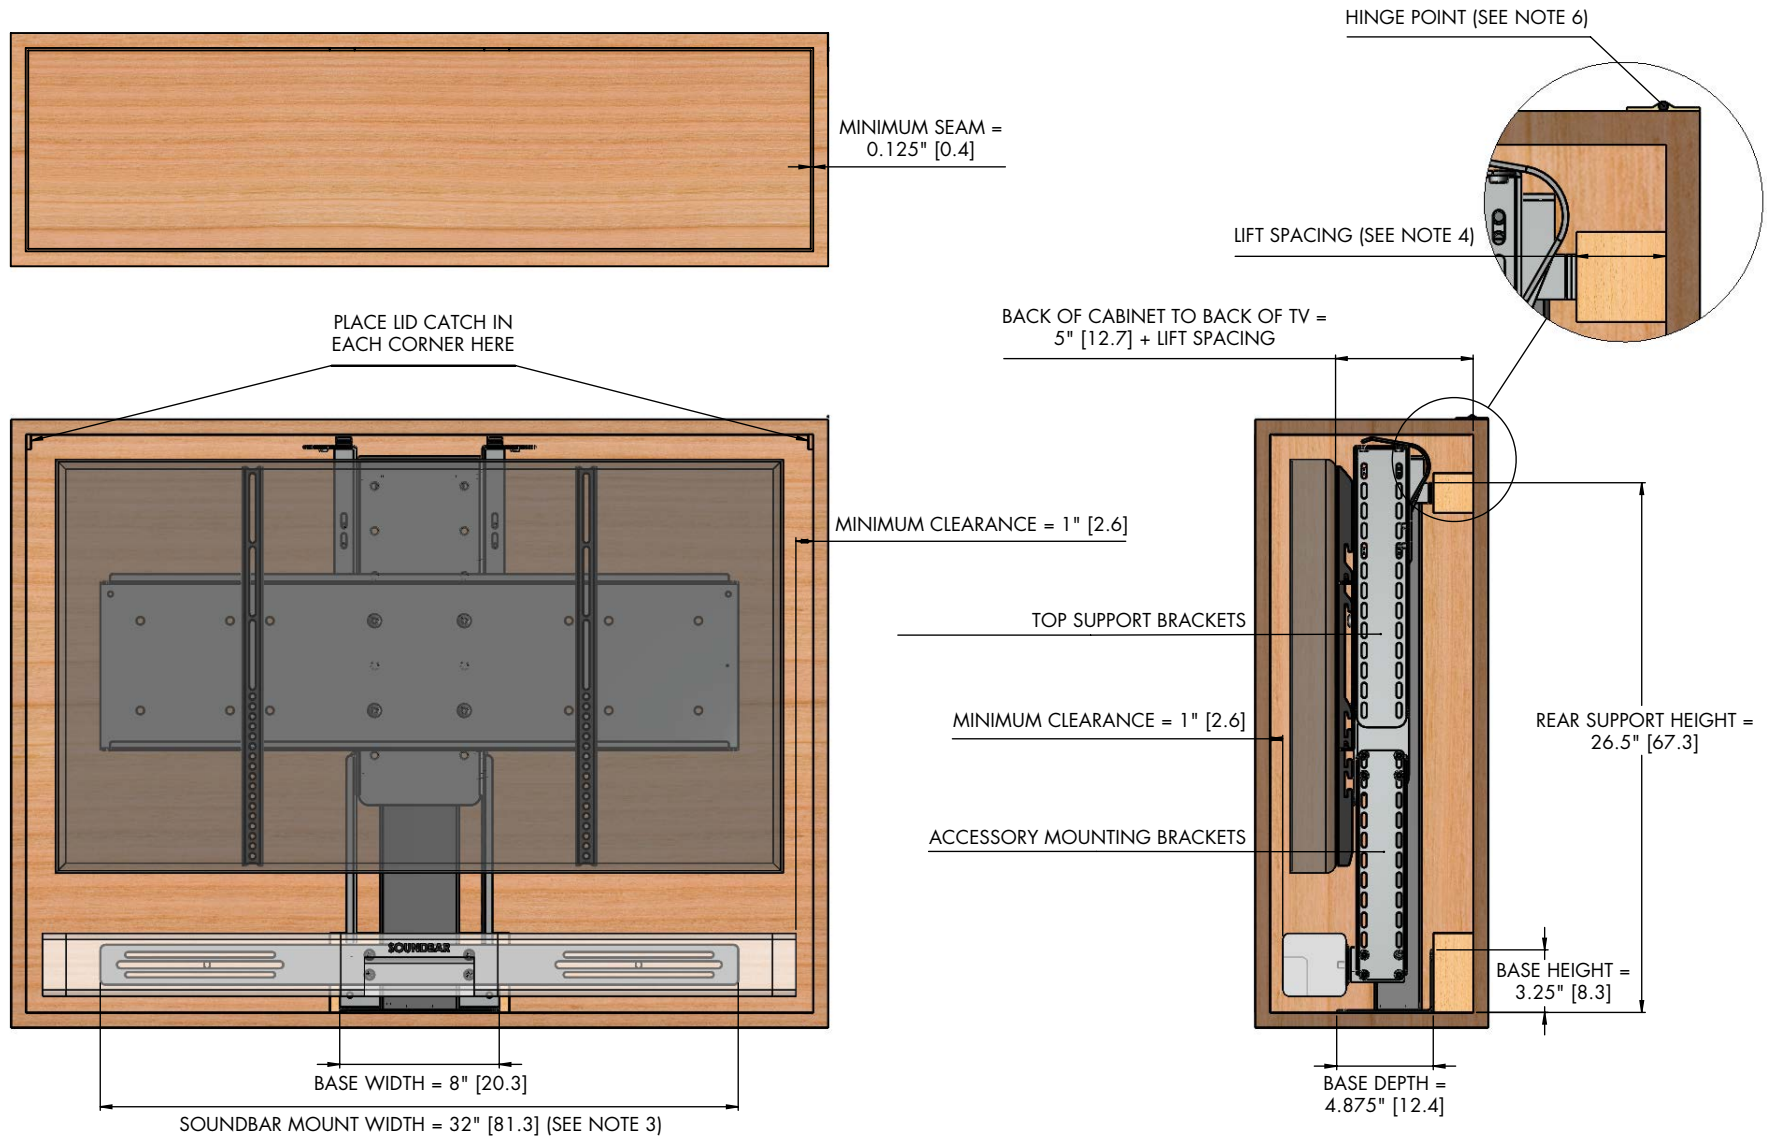 HINGE POINT (SEE NOTE 6)
MINIMUM SEAM =
0.125" [0.4]
LIFT SPACING (SEE NOTE 4)
PLACE LID CATCH IN
EACH CORNER HERE
BACK OF CABINET TO BACK OF TV =
5" [12.7] + LIFT SPACING
MINIMUM CLEARANCE = 1" [2.6]
TOP SUPPORT BRACKETS
MINIMUM CLEARANCE = 1" [2.6]
REAR SUPPORT HEIGHT =
26.5" [67.3]
ACCESSORY MOUNTING BRACKETS
SOUNDBAR
BASE HEIGHT =
3.25" [8.3]
BASE WIDTH = 8" [20.3]
BASE DEPTH =
4.875" [12.4]
SOUNDBAR MOUNT WIDTH = 32" [81.3] (SEE NOTE 3)